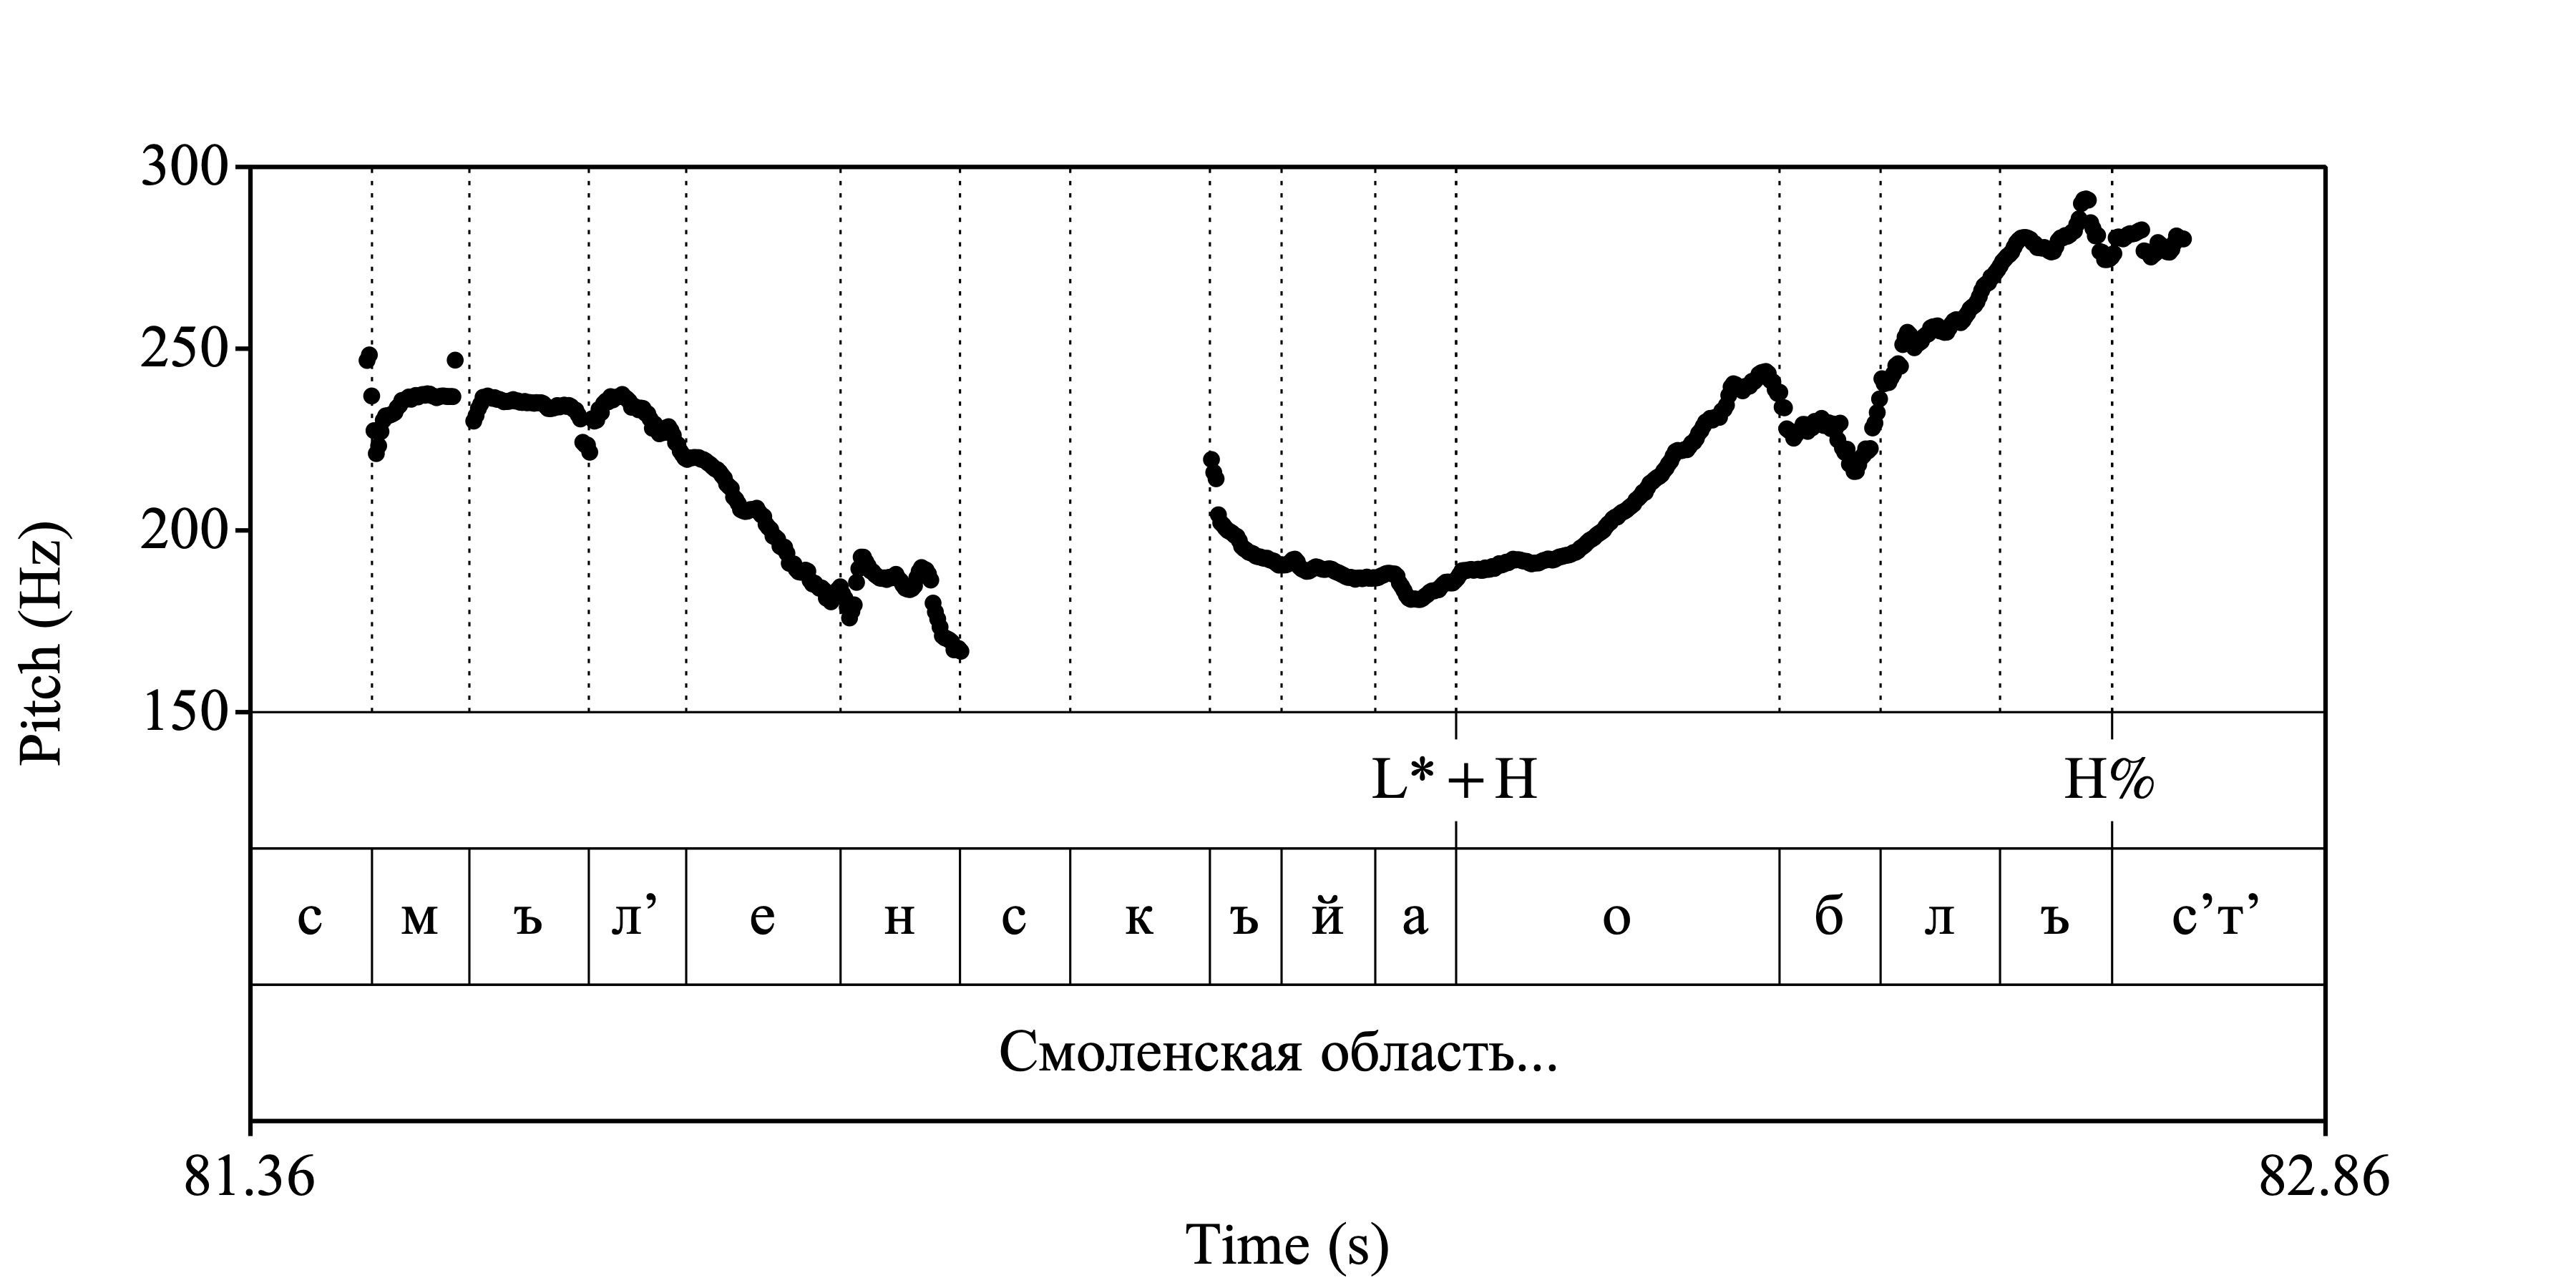 300
250
200
150
Pitch (Hz)
L*+H H%
с м ъ л’ е н с к ъ й а о б л ъ с’т’
Смоленская область...
81.36 82.86
Time (s)